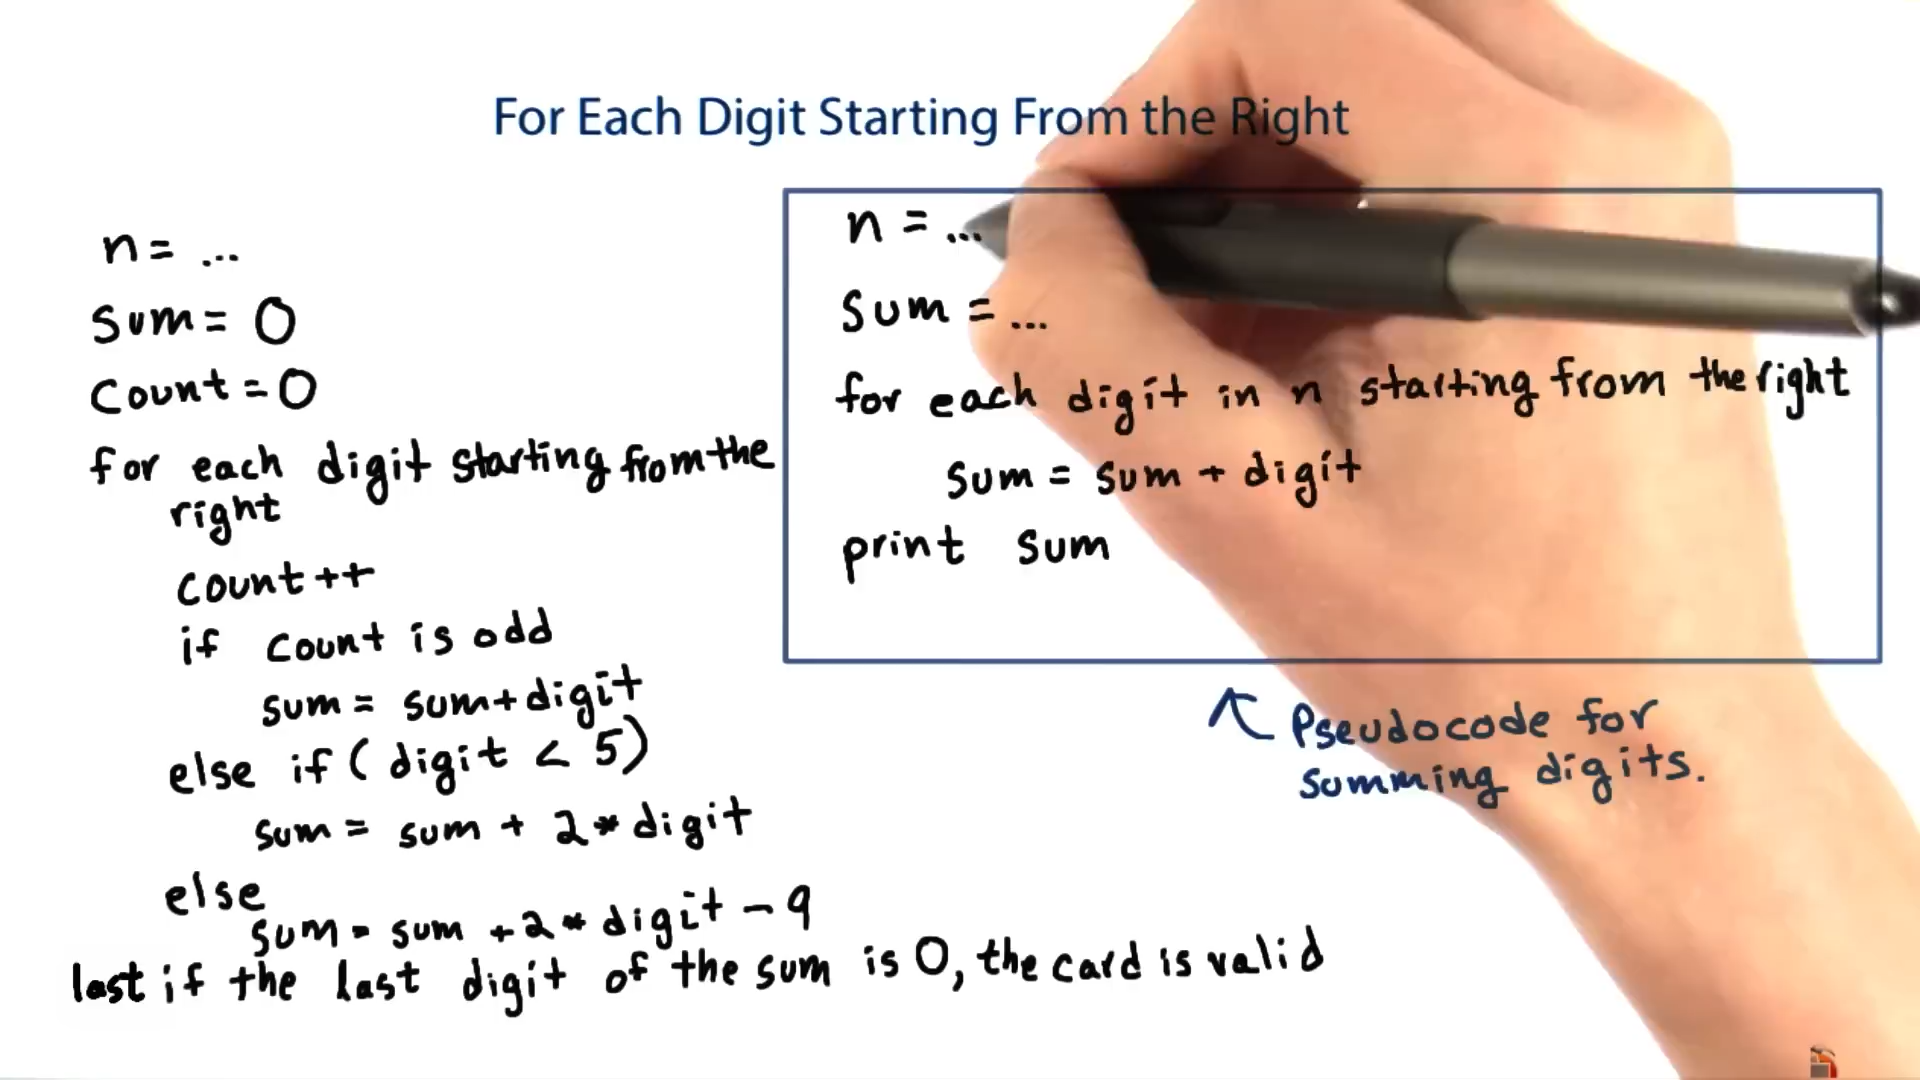 For Each Digit Starting From the Right
n = ...
sum = 0
count = 0
for each digit starting from the
right
count ++
if count is odd
sum = sum + digit
else if ( digit < 5)
sum = sum + 2 * digit
else
sum = sum + 2 * digit - 9
last if the last digit of the sum is 0, the card is valid
n = ...
sum = ...
for each digit in n starting from the right
sum = sum + digit
print sum
Pseudocode for
summing digits.